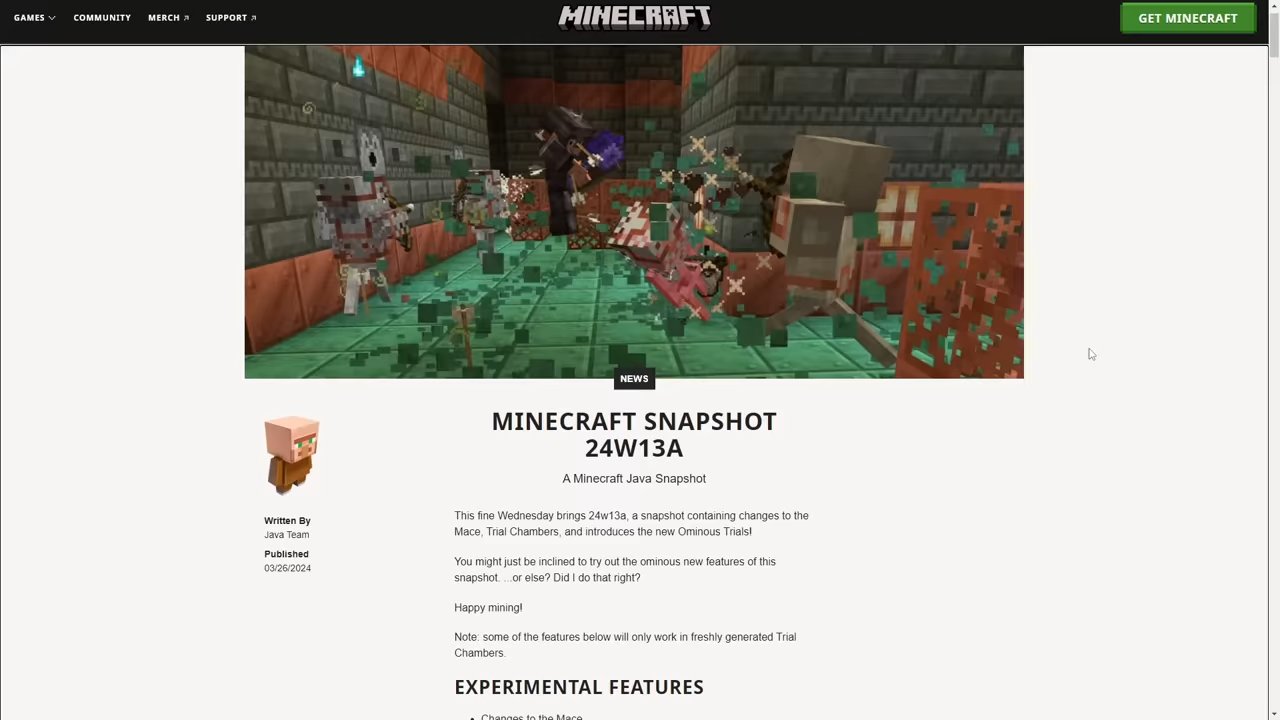 GAMES
COMMUNITY
MERCH
SUPPORT
MINECRAFT
GET MINECRAFT
NEWS
MINECRAFT SNAPSHOT
24W13A
A Minecraft Java Snapshot
Written By
Java Team
Published
03/26/2024
This fine Wednesday brings 24w13a, a snapshot containing changes to the
Mace, Trial Chambers, and introduces the new Ominous Trials!
You might just be inclined to try out the ominous new features of this
snapshot. ...or else? Did I do that right?
Happy mining!
Note: some of the features below will only work in freshly generated Trial
Chambers.
EXPERIMENTAL FEATURES
• Changes to the Mace